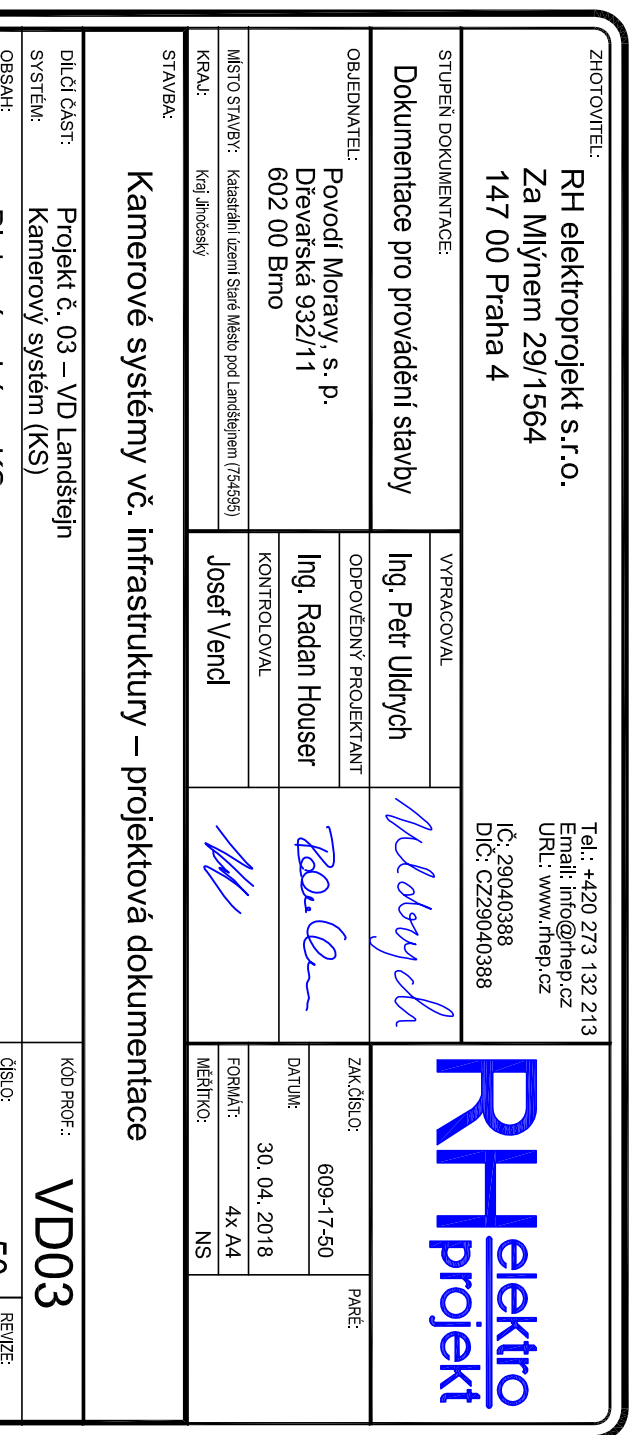 ZHOTOVITEL:
RH elektroprojekt s.r.o.
Za Mlýnem 29/1564
147 00 Praha 4
Tel.: +420 273 132 213
Email: info@rhep.cz
URL: www.rhep.cz
IČ: 29040388
DIČ: CZ29040388
RH elektro
projekt
STUPEŇ DOKUMENTACE:
Dokumentace pro provádění stavby
VYPRACOVAL
Ing. Petr Uldrych
Uldrych
OBJEDNATEL:
Povodí Moravy, s. p.
Dřevařská 932/11
602 00 Brno
ODPOVĚDNÝ PROJEKTANT
Ing. Radan Houser
KONTROLOVAL
Josef Vencl
MÍSTO STAVBY: Katastrální území Staré Město pod Landštejnem (754595)
KRAJ: Kraj Jihočeský
ZAK.ČÍSLO:
609-17-50
PARÉ:
DATUM:
30. 04. 2018
FORMÁT: 4x A4
MĚŘÍTKO: NS
STAVBA:
Kamerové systémy vč. infrastruktury – projektová dokumentace
DÍLČÍ ČÁST: Projekt č. 03 – VD Landštejn
SYSTÉM: Kamerový systém (KS)
KÓD PROF.: VD03
OBSAH:
ČÍSLO:
REVIZE: